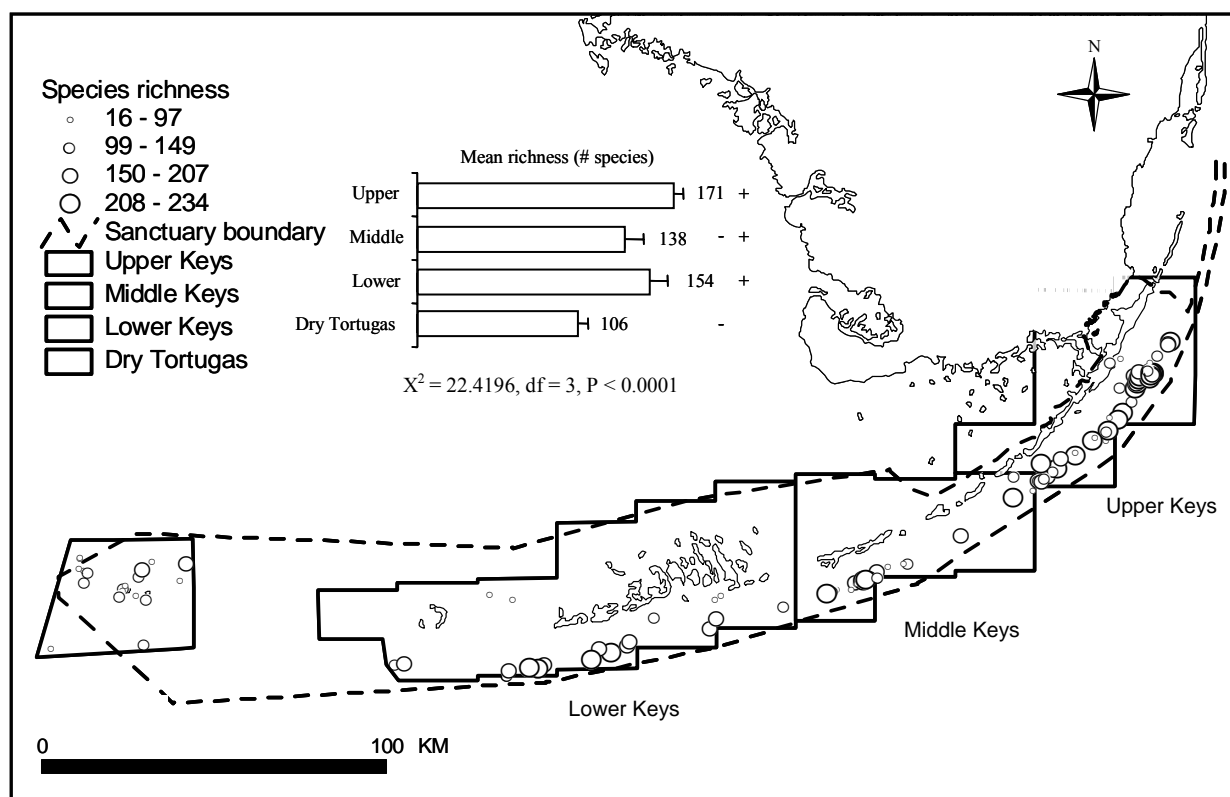 N
Species richness
16 - 97
99 - 149
150 - 207
208 - 234
Sanctuary boundary
Upper Keys
Middle Keys
Lower Keys
Dry Tortugas
Mean richness (# species)
Upper 171 +
Middle 138 - +
Lower 154 +
Dry Tortugas 106 -
X² = 22.4196, df = 3, P < 0.0001
Upper Keys
Middle Keys
Lower Keys
0 100 KM